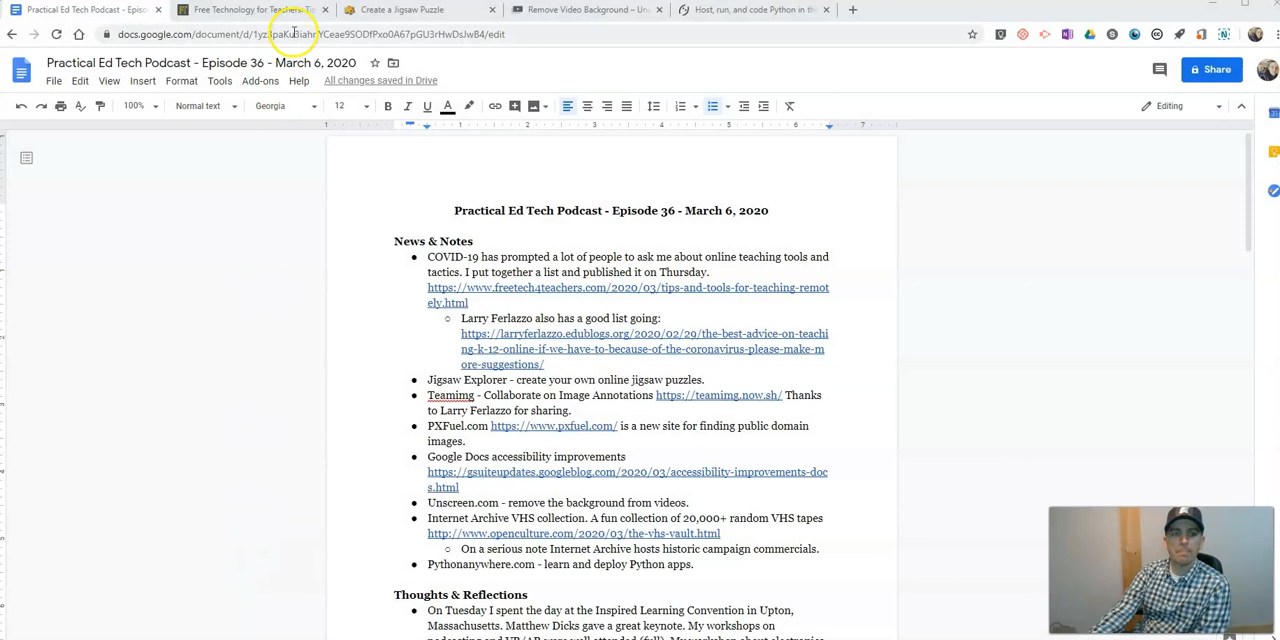 Practical Ed Tech Podcast - Episo
Free Technology for Teachers: Tip
Create a Jigsaw Puzzle
Remove Video Background – Uns
Host, run, and code Python in the
Practical Ed Tech Podcast - Episode 36 - March 6, 2020
File Edit View Insert Format Tools Add-ons Help All changes saved in Drive
Share
100% Normal text Georgia 12 Editing
1 1 2 3 4 5 6 7
Practical Ed Tech Podcast - Episode 36 - March 6, 2020
News & Notes
● COVID-19 has prompted a lot of people to ask me about online teaching tools and
tactics. I put together a list and published it on Thursday.
https://www.freetech4teachers.com/2020/03/tips-and-tools-for-teaching-remot
ely.html
○ Larry Ferlazzo also has a good list going:
https://larryferlazzo.edublogs.org/2020/02/29/the-best-advice-on-teachi
ng-k-12-online-if-we-have-to-because-of-the-coronavirus-please-make-m
ore-suggestions/
● Jigsaw Explorer - create your own online jigsaw puzzles.
● Teamimg - Collaborate on Image Annotations https://teamimg.now.sh/ Thanks
to Larry Ferlazzo for sharing.
● PXFuel.com https://www.pxfuel.com/ is a new site for finding public domain
images.
● Google Docs accessibility improvements
https://gsuiteupdates.googleblog.com/2020/03/accessibility-improvements-doc
s.html
● Unscreen.com - remove the background from videos.
● Internet Archive VHS collection. A fun collection of 20,000+ random VHS tapes
http://www.openculture.com/2020/03/the-vhs-vault.html
○ On a serious note Internet Archive hosts historic campaign commercials.
● Pythonanywhere.com - learn and deploy Python apps.
Thoughts & Reflections
● On Tuesday I spent the day at the Inspired Learning Convention in Upton,
Massachusetts. Matthew Dicks gave a great keynote. My workshops on